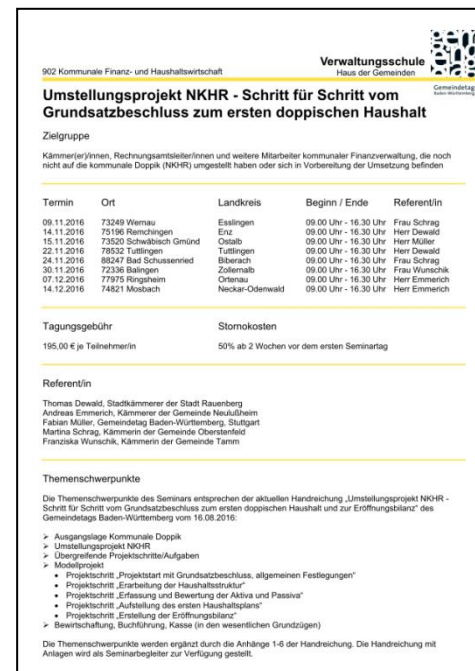 902 Kommunale Finanz- und Haushaltswirtschaft
Verwaltungsschule
Haus der Gemeinden
Gemeindetag
Baden-Württemberg
Umstellungsprojekt NKHR - Schritt für Schritt vom
Grundsatzbeschluss zum ersten doppischen Haushalt
Zielgruppe
Kämmer(er)/innen, Rechnungsamtsleiter/innen und weitere Mitarbeiter kommunaler Finanzverwaltung, die noch
nicht auf die kommunale Doppik (NKHR) umgestellt haben oder sich in Vorbereitung der Umsetzung befinden
Termin Ort Landkreis Beginn / Ende Referent/in
09.11.2016 73249 Wernau Esslingen 09.00 Uhr - 16.30 Uhr Frau Schrag
14.11.2016 75196 Remchingen Enz 09.00 Uhr - 16.30 Uhr Herr Dewald
15.11.2016 73520 Schwäbisch Gmünd Ostalb 09.00 Uhr - 16.30 Uhr Herr Müller
22.11.2016 78532 Tuttlingen Tuttlingen 09.00 Uhr - 16.30 Uhr Herr Dewald
24.11.2016 88247 Bad Schussenried Biberach 09.00 Uhr - 16.30 Uhr Frau Schrag
30.11.2016 72336 Balingen Zollernalb 09.00 Uhr - 16.30 Uhr Frau Wunschik
07.12.2016 77975 Ringsheim Ortenau 09.00 Uhr - 16.30 Uhr Herr Emmerich
14.12.2016 74821 Mosbach Neckar-Odenwald 09.00 Uhr - 16.30 Uhr Herr Emmerich
Tagungsgebühr Stornokosten
195,00 € je Teilnehmer/in 50% ab 2 Wochen vor dem ersten Seminartag
Referent/in
Thomas Dewald, Stadtkämmerer der Stadt Rauenberg
Andreas Emmerich, Kämmerer der Gemeinde Neulußheim
Fabian Müller, Gemeindetag Baden-Württemberg, Stuttgart
Martina Schrag, Kämmerin der Gemeinde Oberstenfeld
Franziska Wunschik, Kämmerin der Gemeinde Tamm
Themenschwerpunkte
Die Themenschwerpunkte des Seminars entsprechen der aktuellen Handreichung „Umstellungsprojekt NKHR -
Schritt für Schritt vom Grundsatzbeschluss zum ersten doppischen Haushalt und zur Eröffnungsbilanz“ des
Gemeindetags Baden-Württemberg vom 16.08.2016:
➢ Ausgangslage Kommunale Doppik
➢ Umstellungsprojekt NKHR
➢ Übergreifende Projektschritte/Aufgaben
➢ Modellprojekt
• Projektschritt „Projektstart mit Grundsatzbeschluss, allgemeinen Festlegungen“
• Projektschritt „Erarbeitung der Haushaltsstruktur“
• Projektschritt „Erfassung und Bewertung der Aktiva und Passiva“
• Projektschritt „Aufstellung des ersten Haushaltsplans“
• Projektschritt „Erstellung der Eröffnungsbilanz“
➢ Bewirtschaftung, Buchführung, Kasse (in den wesentlichen Grundzügen)
Die Themenschwerpunkte werden ergänzt durch die Anhänge 1-6 der Handreichung. Die Handreichung mit
Anlagen wird als Seminarbegleiter zur Verfügung gestellt.